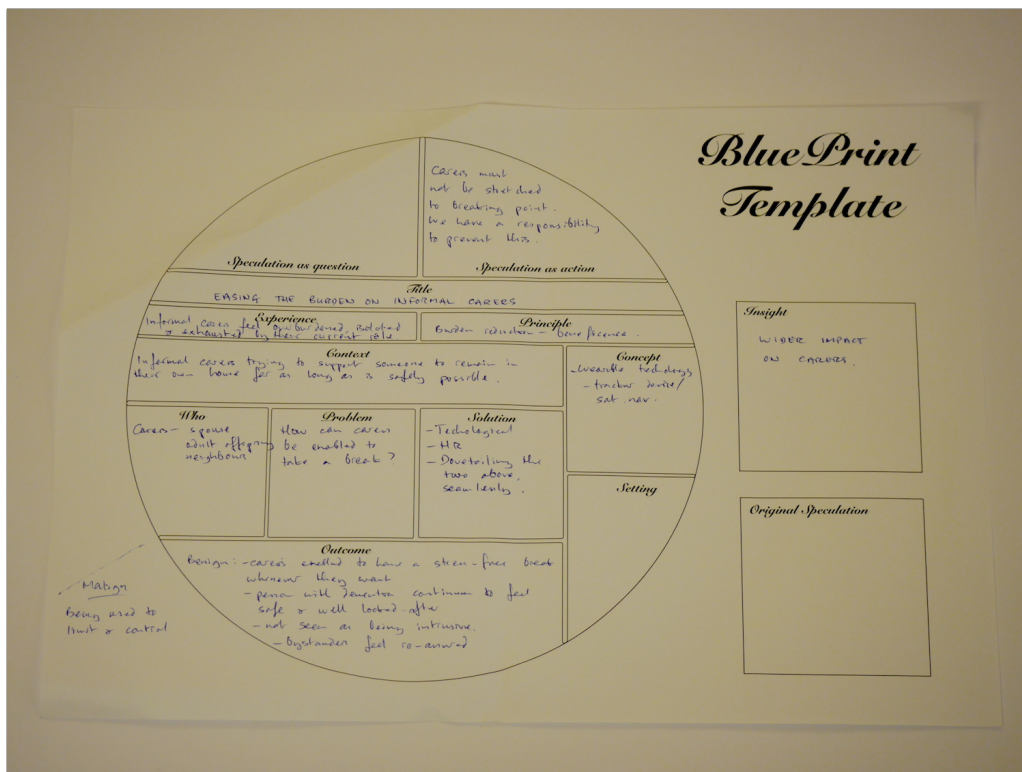 BluePrint
Template
Carers must
not be stretched
to breaking point.
We have a responsibility
to prevent this.
Speculation as question
Speculation as action
Title
EASING THE BURDEN ON INFORMAL CARERS
Experience
Informal carers feel overburdened, isolated
& exhausted by their current role
Principle
Burden reduction - beneficence.
Context
Informal carers trying to support someone to remain in
their own home for as long as is safely possible.
Concept
- wearable technology
- tracker device/
sat nav.
Who
Carers - spouse
adult offspring
neighbours
Problem
How can carers
be enabled to
take a break?
Solution
- Techological
- HR
- Dovetailing the
two above,
seamlessly.
Setting
Outcome
Benign: - carers enabled to have a stress-free break
whenever they want
- person with dementia continues to feel
safe & well looked-after
- not seen as being intrusive.
- bystanders feel re-assured
Malign
Being used to
limit & control
Insight
WIDER IMPACT
ON CARERS.
Original Speculation